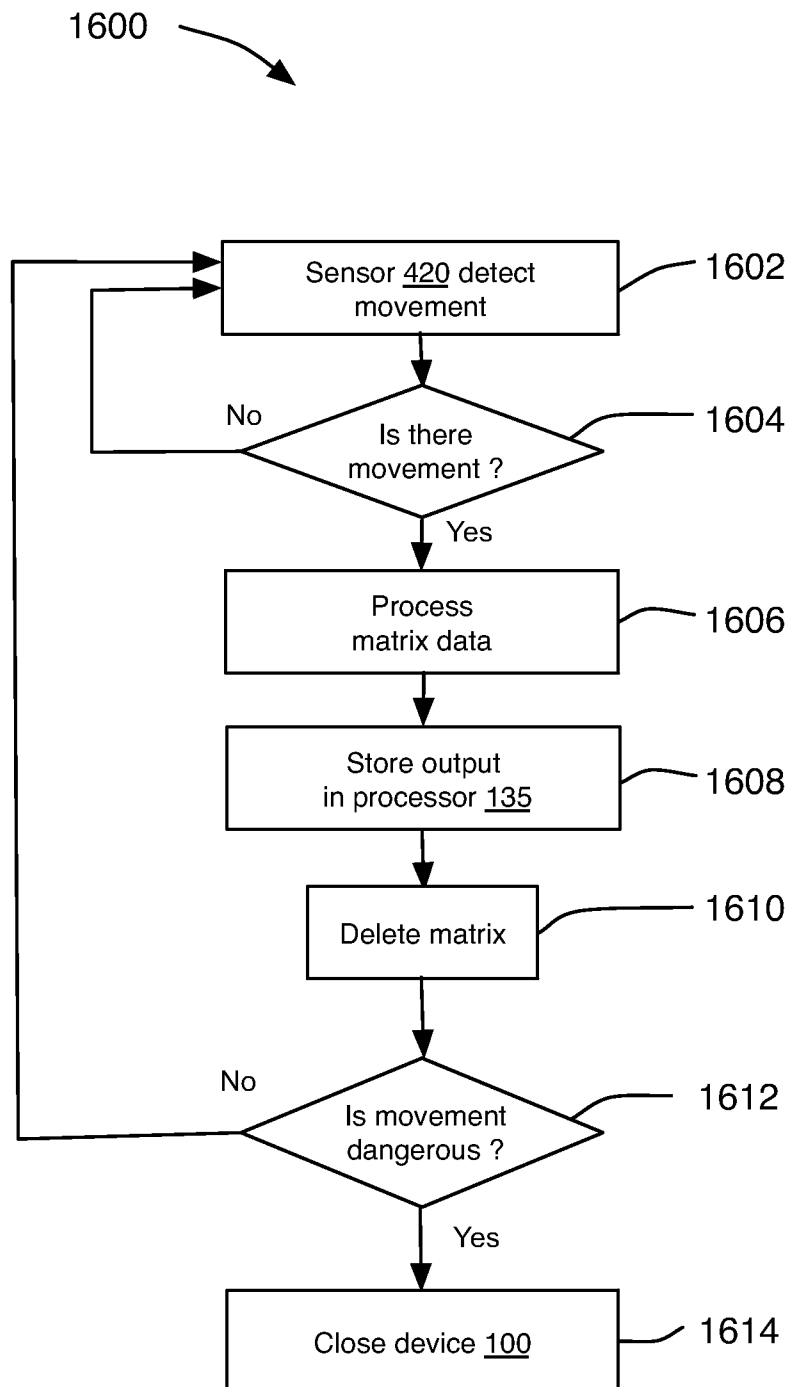 1600
Sensor 420 detect
movement
1602
No
Is there
movement ?
1604
Yes
Process
matrix data
1606
Store output
in processor 135
1608
Delete matrix
1610
No
Is movement
dangerous ?
1612
Yes
Close device 100
1614